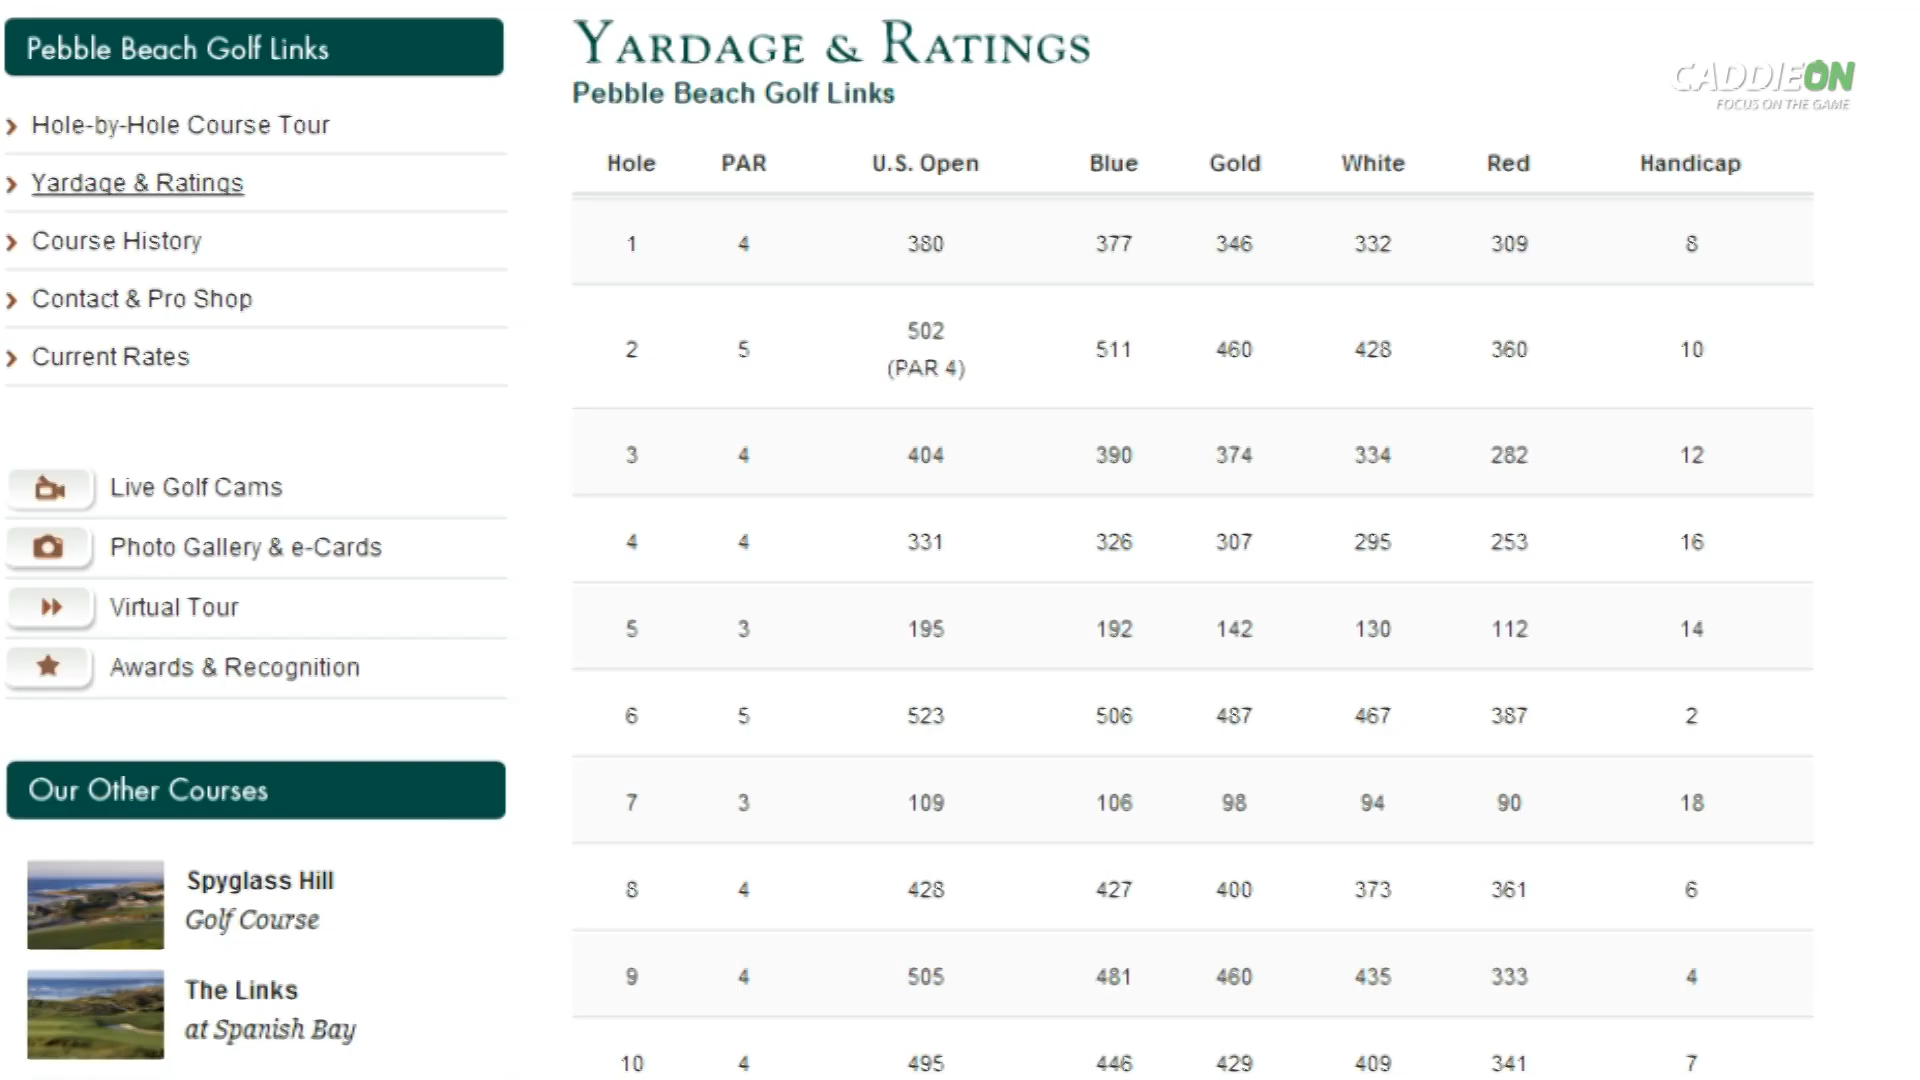 Pebble Beach Golf Links
Hole-by-Hole Course Tour
Yardage & Ratings
Course History
Contact & Pro Shop
Current Rates
Live Golf Cams
Photo Gallery & e-Cards
Virtual Tour
Awards & Recognition
Our Other Courses
Spyglass Hill
Golf Course
The Links
at Spanish Bay
YARDAGE & RATINGS
Pebble Beach Golf Links
CADDIEON
FOCUS ON THE GAME
Hole PAR U.S. Open Blue Gold White Red Handicap
1 4 380 377 346 332 309 8
2 5 502 (PAR 4) 511 460 428 360 10
3 4 404 390 374 334 282 12
4 4 331 326 307 295 253 16
5 3 195 192 142 130 112 14
6 5 523 506 487 467 387 2
7 3 109 106 98 94 90 18
8 4 428 427 400 373 361 6
9 4 505 481 460 435 333 4
10 4 495 446 429 409 341 7